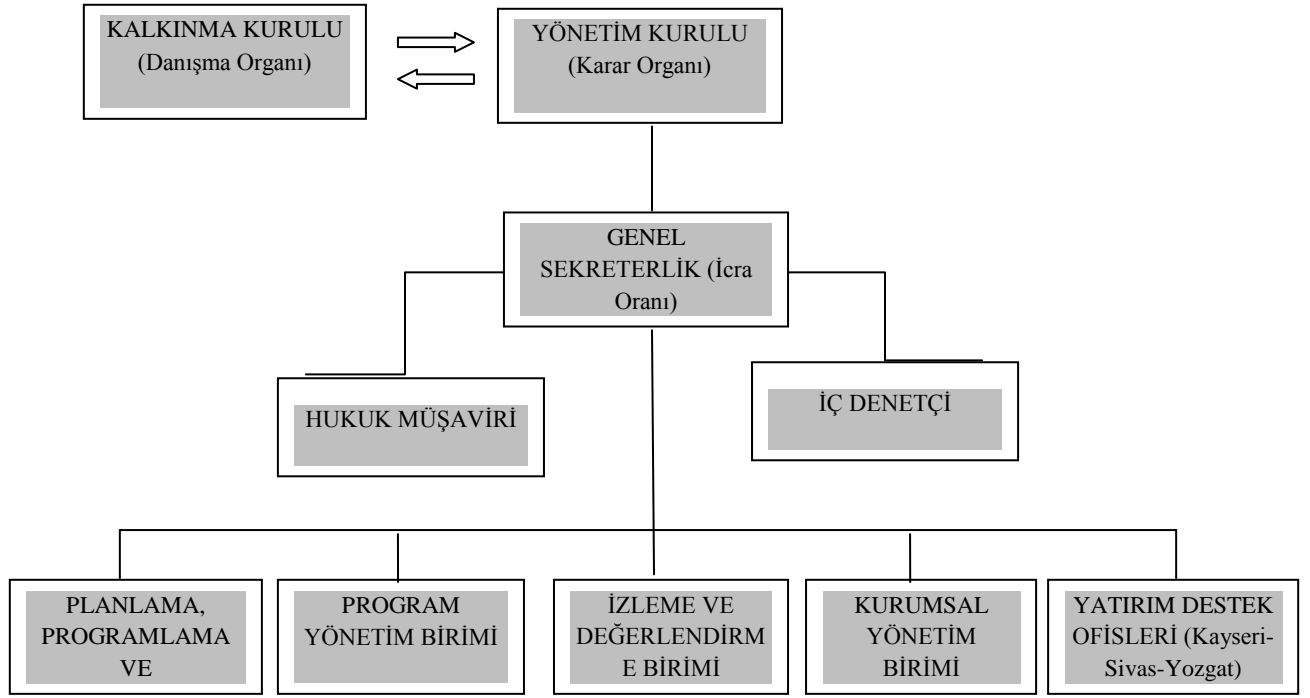 KALKINMA KURULU
(Danışma Organı)
YÖNETİM KURULU
(Karar Organı)
GENEL
SEKRETERLİK (İcra
Oranı)
HUKUK MÜŞAVİRİ
İÇ DENETÇİ
PLANLAMA,
PROGRAMLAMA
VE
PROGRAM
YÖNETİM BİRİMİ
İZLEME VE
DEĞERLENDİRM
E BİRİMİ
KURUMSAL
YÖNETİM
BİRİMİ
YATIRIM DESTEK
OFİSLERİ (Kayseri-
Sivas-Yozgat)